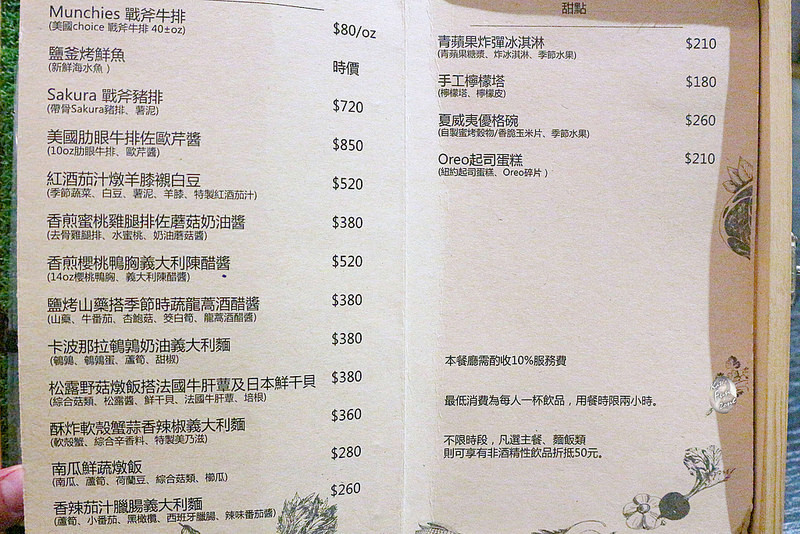 Munchies 戰斧牛排
(美國choice 戰斧牛排 40±oz) $80/oz
鹽釜烤鮮魚
(新鮮海水魚) 時價
Sakura 戰斧豬排
(帶骨Sakura豬排、薯泥) $720
美國肋眼牛排佐歐芹醬 $850
(10oz肋眼牛排、歐芹醬)
紅酒茄汁燉羊膝襯白豆 $520
(季節蔬菜、白豆、薯泥、羊膝、特製紅酒茄汁)
香煎蜜桃雞腿排佐蘑菇奶油醬 $380
(去骨雞腿排、水蜜桃、奶油蘑菇醬)
香煎櫻桃鴨胸義大利陳醋醬 $520
(14oz櫻桃鴨胸、義大利陳醋醬)
鹽烤山藥搭季節時蔬龍蒿酒醋醬 $380
(山藥、牛番茄、杏鮑菇、筊白筍、龍蒿酒醋醬)
卡波那拉鵪鶉奶油義大利麵 $380
(鵪鶉、鵪鶉蛋、蘆筍、甜椒)
松露野菇燉飯搭法國牛肝蕈及日本鮮干貝 $380
(綜合菇類、松露醬、鮮干貝、法國牛肝蕈、培根)
酥炸軟殼蟹蒜香辣椒義大利麵 $360
(軟殼蟹、綜合辛香料、特製美乃滋)
南瓜鮮蔬燉飯 $280
(南瓜、蘆筍、荷蘭豆、綜合菇類、櫛瓜)
香辣茄汁臘腸義大利麵 $260
(蘆筍、小番茄、黑橄欖、西班牙臘腸、辣味番茄醬)
甜點
青蘋果炸彈冰淇淋 $210
(青蘋果糖漿、炸冰淇淋、季節水果)
手工檸檬塔 $180
(檸檬塔、檸檬皮)
夏威夷優格碗 $260
(自製蜜烤穀物/香脆玉米片、季節水果)
Oreo起司蛋糕 $210
(紐約起司蛋糕、Oreo碎片)
本餐廳需酌收10%服務費
最低消費為每人一杯飲品，用餐時限兩小時。
不限時段，凡選主餐、麵飯類
則可享有非酒精性飲品折抵50元。